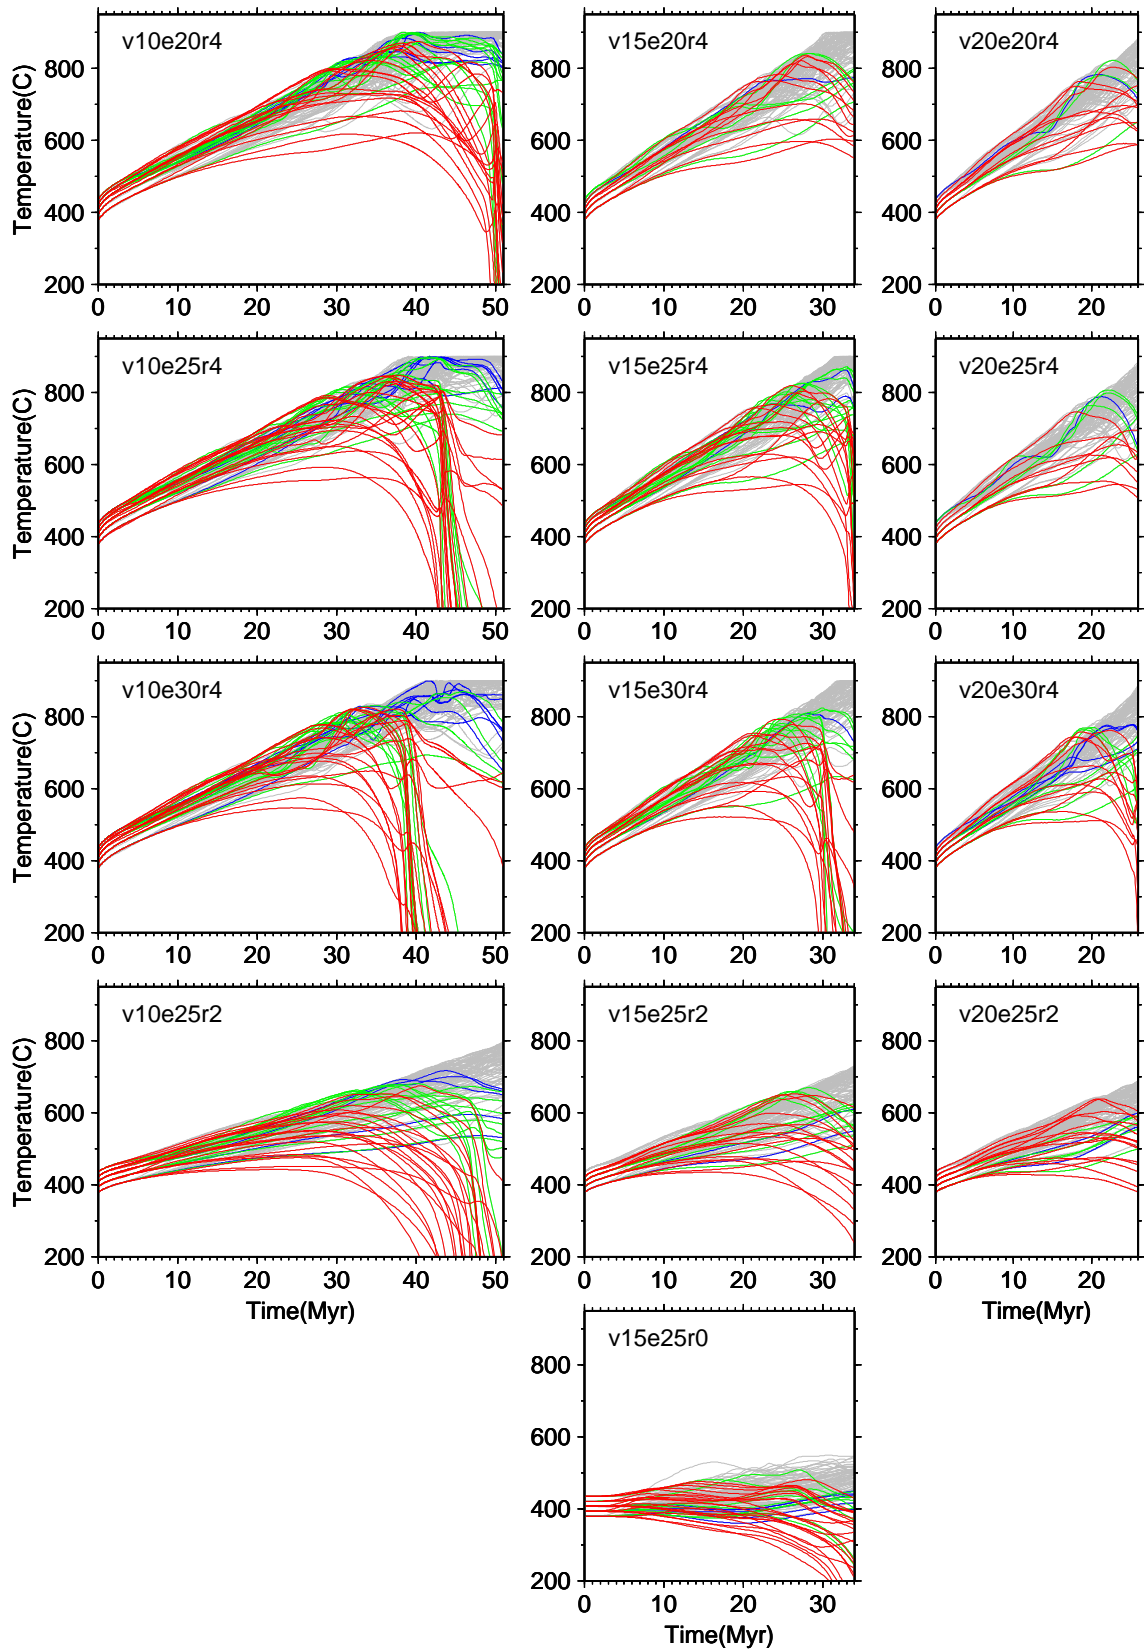 v10e20r4 v15e20r4 v20e20r4
Temperature(C)
800 800 800
600 600 600
400 400 400
200 200 200
0 10 20 30 40 50 0 10 20 30 0 10 20
v10e25r4 v15e25r4 v20e25r4
Temperature(C)
800 800 800
600 600 600
400 400 400
200 200 200
0 10 20 30 40 50 0 10 20 30 0 10 20
v10e30r4 v15e30r4 v20e30r4
Temperature(C)
800 800 800
600 600 600
400 400 400
200 200 200
0 10 20 30 40 50 0 10 20 30 0 10 20
v10e25r2 v15e25r2 v20e25r2
Temperature(C)
800 800 800
600 600 600
400 400 400
200 200 200
0 10 20 30 40 50 0 10 20 30 0 10 20
Time(Myr) Time(Myr)
v15e25r0
800
600
400
200
0 10 20 30
Time(Myr)